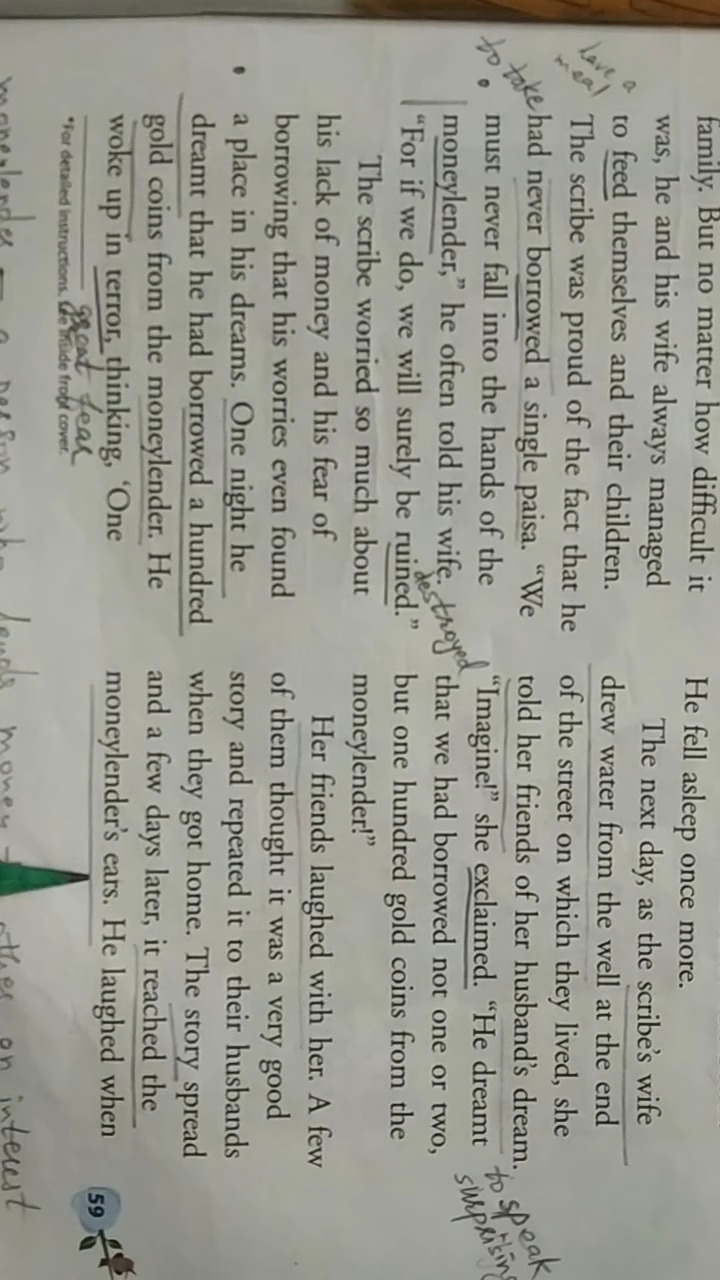 family. But no matter how difficult it
was, he and his wife always managed
to feed themselves and their children.
The scribe was proud of the fact that he
had never borrowed a single paisa. “We
must never fall into the hands of the
moneylender,” he often told his wife.
“For if we do, we will surely be ruined.”
The scribe worried so much about
his lack of money and his fear of
borrowing that his worries even found
a place in his dreams. One night he
dreamt that he had borrowed a hundred
gold coins from the moneylender. He
woke up in terror, thinking, ‘One
*For detailed instructions, see inside front cover.
have a
meal
to take
destroyed
great fear
He fell asleep once more.
The next day, as the scribe’s wife
drew water from the well at the end
of the street on which they lived, she
told her friends of her husband’s dream.
“Imagine!” she exclaimed. “He dreamt
that we had borrowed not one or two,
but one hundred gold coins from the
moneylender!”
Her friends laughed with her. A few
of them thought it was a very good
story and repeated it to their husbands
when they got home. The story spread
and a few days later, it reached the
moneylender’s ears. He laughed when
to speak
surprising
59
moneylender - a person who lends money to other on interest